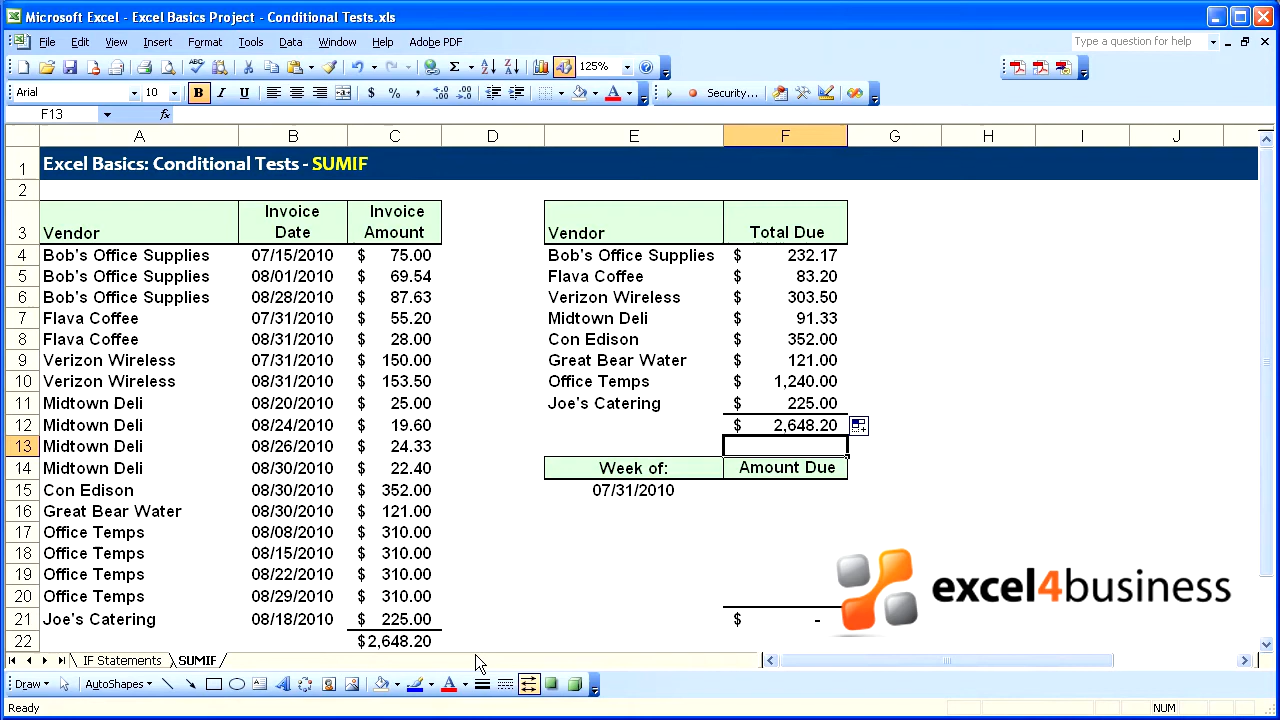 Microsoft Excel - Excel Basics Project - Conditional Tests.xls
File Edit View Insert Format Tools Data Window Help Adobe PDF Type a question for help
125%
Arial 10 B I U $ % , Security...
F13 fx
A B C D E F G H I J
1 Excel Basics: Conditional Tests - SUMIF
2
3 Vendor Invoice Date Invoice Amount Vendor Total Due
4 Bob's Office Supplies 07/15/2010 $ 75.00 Bob's Office Supplies $ 232.17
5 Bob's Office Supplies 08/01/2010 $ 69.54 Flava Coffee $ 83.20
6 Bob's Office Supplies 08/28/2010 $ 87.63 Verizon Wireless $ 303.50
7 Flava Coffee 07/31/2010 $ 55.20 Midtown Deli $ 91.33
8 Flava Coffee 08/31/2010 $ 28.00 Con Edison $ 352.00
9 Verizon Wireless 07/31/2010 $ 150.00 Great Bear Water $ 121.00
10 Verizon Wireless 08/31/2010 $ 153.50 Office Temps $ 1,240.00
11 Midtown Deli 08/20/2010 $ 25.00 Joe's Catering $ 225.00
12 Midtown Deli 08/24/2010 $ 19.60 $ 2,648.20
13 Midtown Deli 08/26/2010 $ 24.33
14 Midtown Deli 08/30/2010 $ 22.40 Week of: Amount Due
15 Con Edison 08/30/2010 $ 352.00 07/31/2010
16 Great Bear Water 08/30/2010 $ 121.00
17 Office Temps 08/08/2010 $ 310.00
18 Office Temps 08/15/2010 $ 310.00
19 Office Temps 08/22/2010 $ 310.00
20 Office Temps 08/29/2010 $ 310.00
21 Joe's Catering 08/18/2010 $ 225.00 $ -
22 $2,648.20
excel4business
IF Statements SUMIF
Draw AutoShapes
Ready NUM